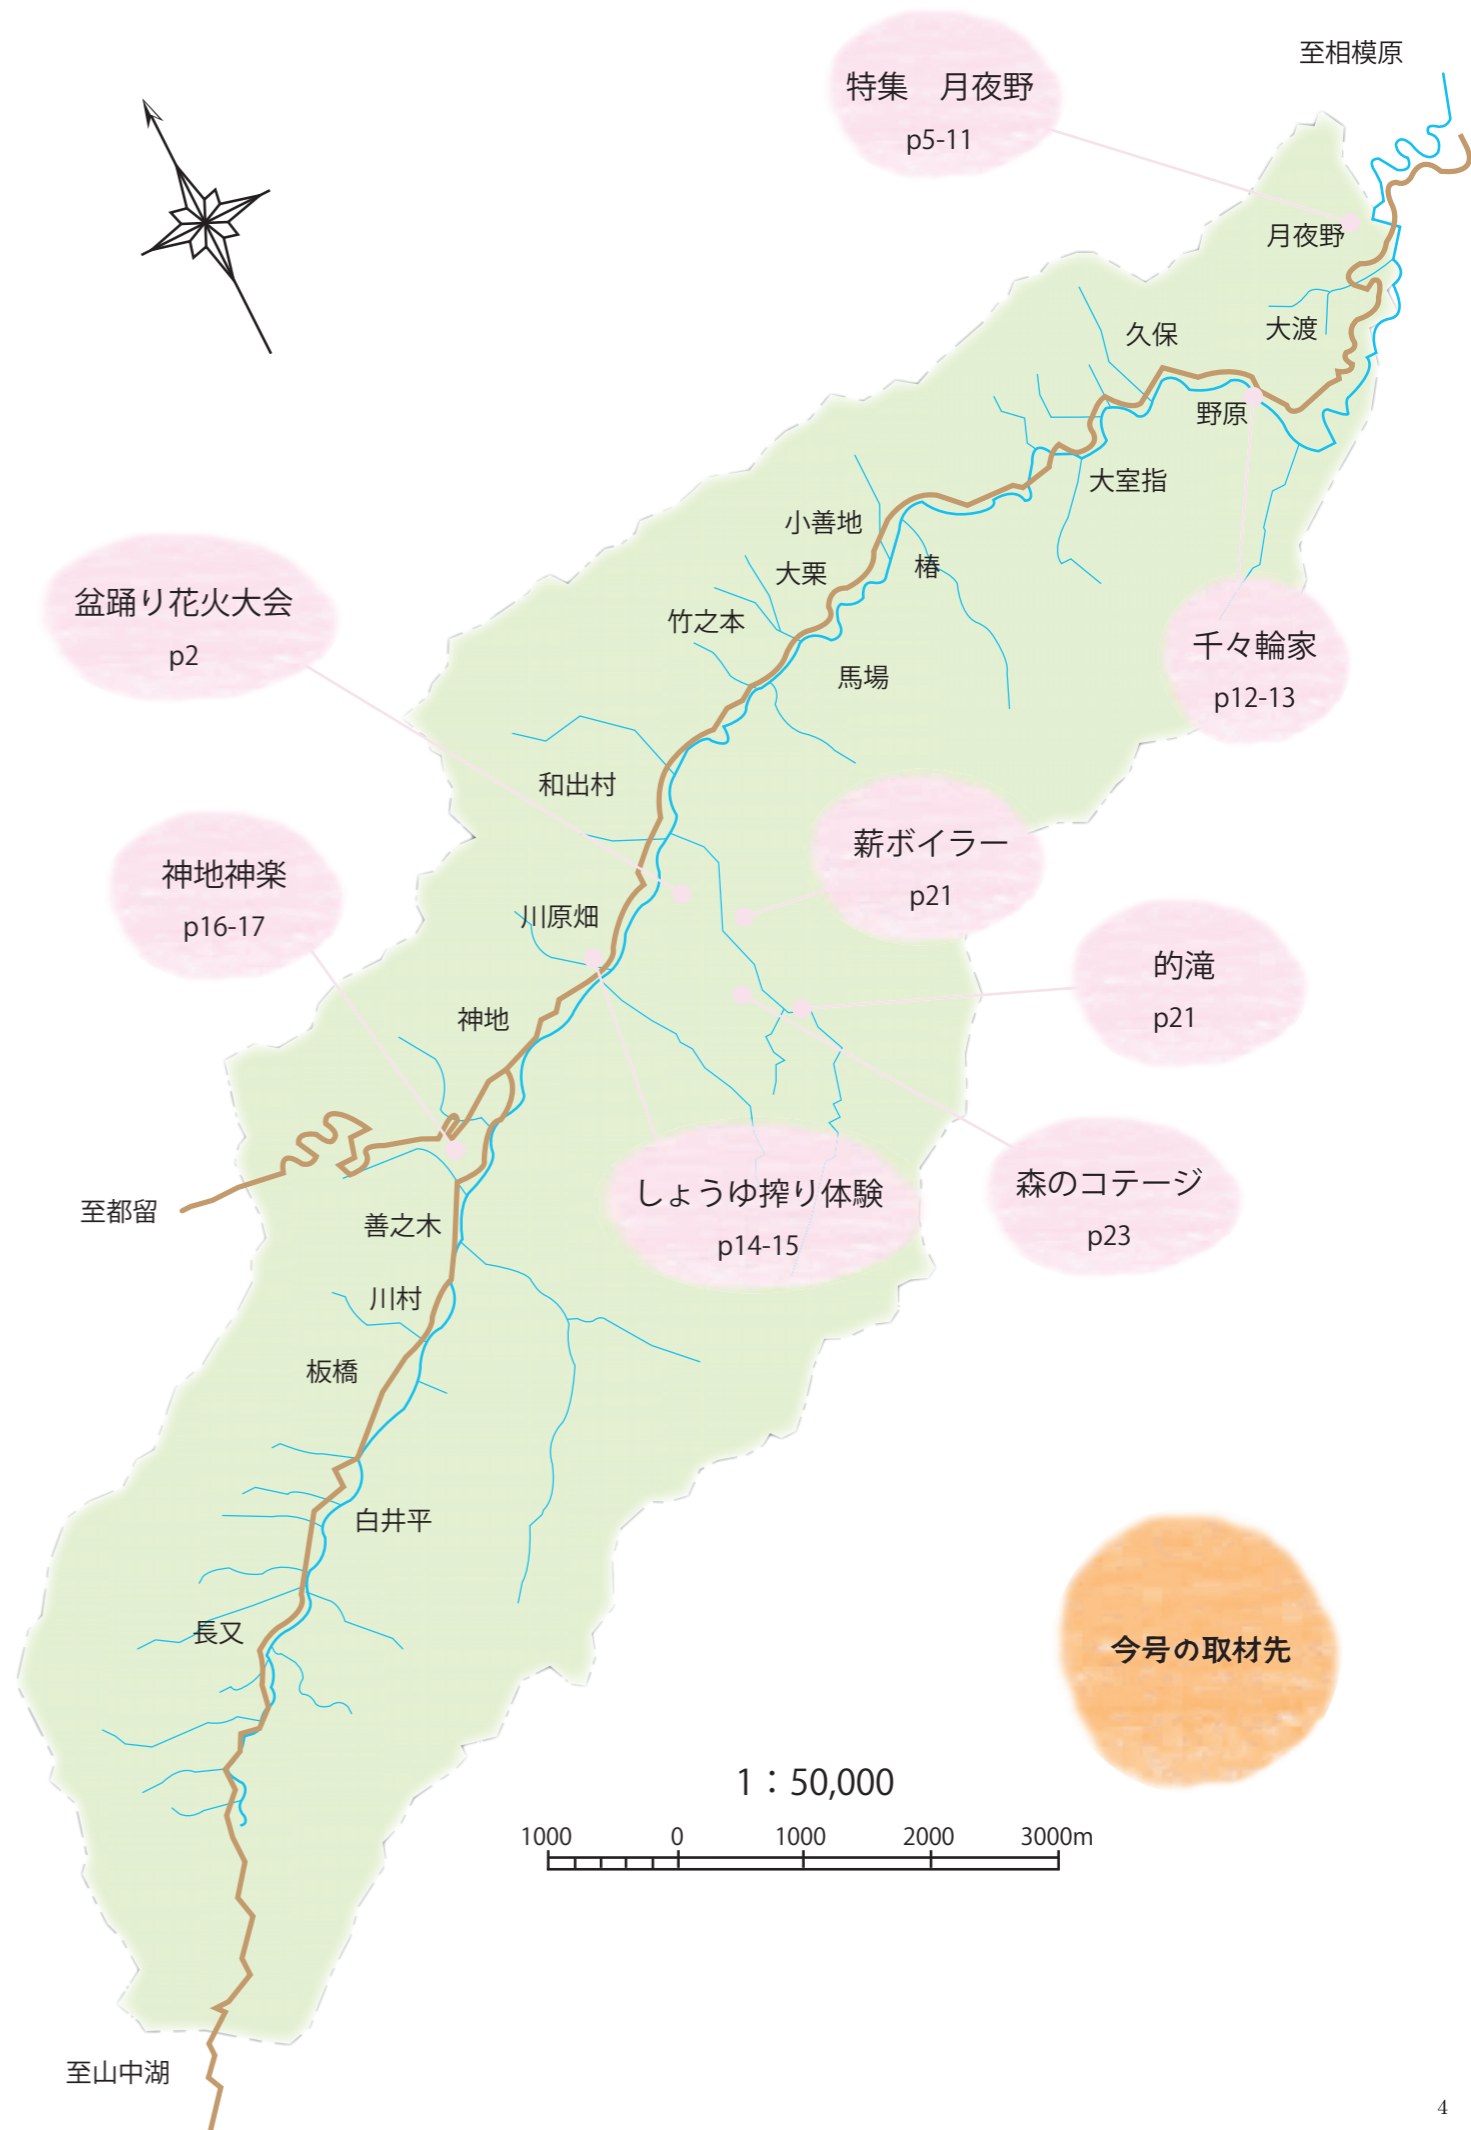 至相模原
特集　月夜野
p5-11
月夜野
大渡
久保
野原
大室指
小善地
椿
大栗
竹之本
馬場
盆踊り花火大会
p2
千々輪家
p12-13
和出村
薪ボイラー
p21
神地神楽
p16-17
川原畑
的滝
p21
神地
しょうゆ搾り体験
p14-15
森のコテージ
p23
至都留
善之木
川村
板橋
白井平
長又
今号の取材先
1：50,000
1000 0 1000 2000 3000m
至山中湖
4